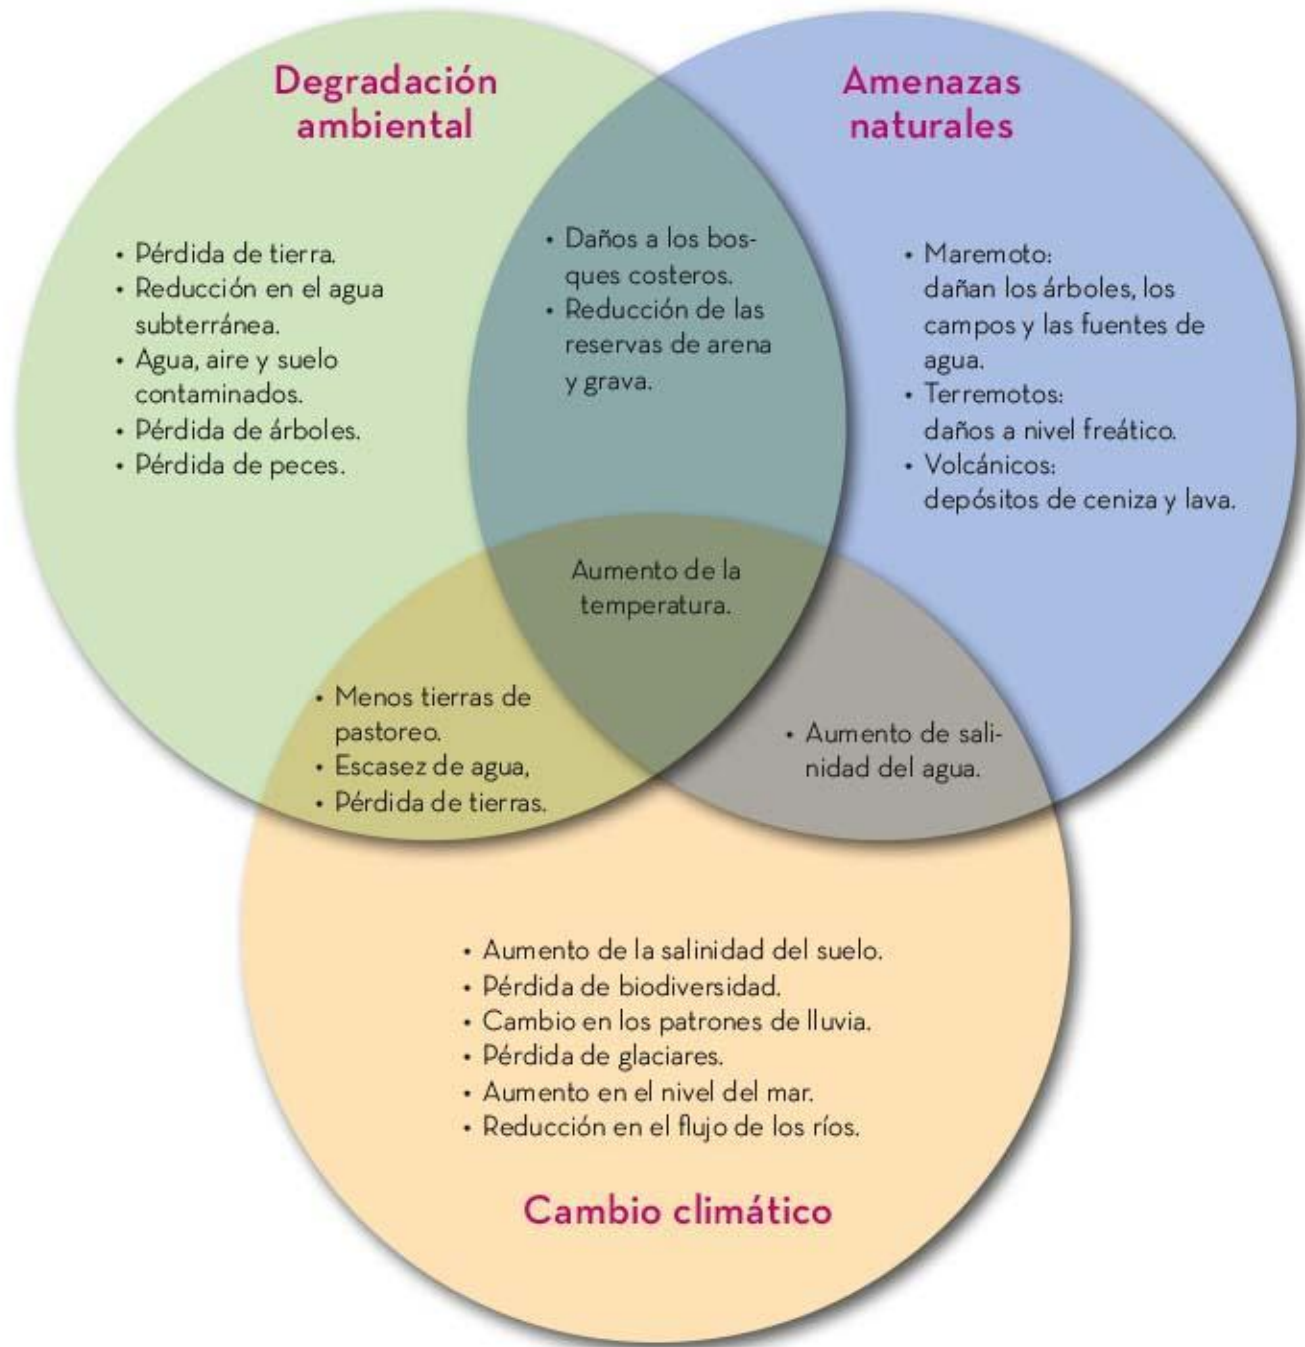 Degradación
ambiental
• Pérdida de tierra.
• Reducción en el agua
subterránea.
• Agua, aire y suelo
contaminados.
• Pérdida de árboles.
• Pérdida de peces.
• Daños a los bos-
ques costeros.
• Reducción de las
reservas de arena
y grava.
Amenazas
naturales
• Maremoto:
dañan los árboles, los
campos y las fuentes de
agua.
• Terremotos:
daños a nivel freático.
• Volcánicos:
depósitos de ceniza y lava.
Aumento de la
temperatura.
• Menos tierras de
pastoreo.
• Escasez de agua,
• Pérdida de tierras.
• Aumento de sali-
nidad del agua.
• Aumento de la salinidad del suelo.
• Pérdida de biodiversidad.
• Cambio en los patrones de lluvia.
• Pérdida de glaciares.
• Aumento en el nivel del mar.
• Reducción en el flujo de los ríos.
Cambio climático